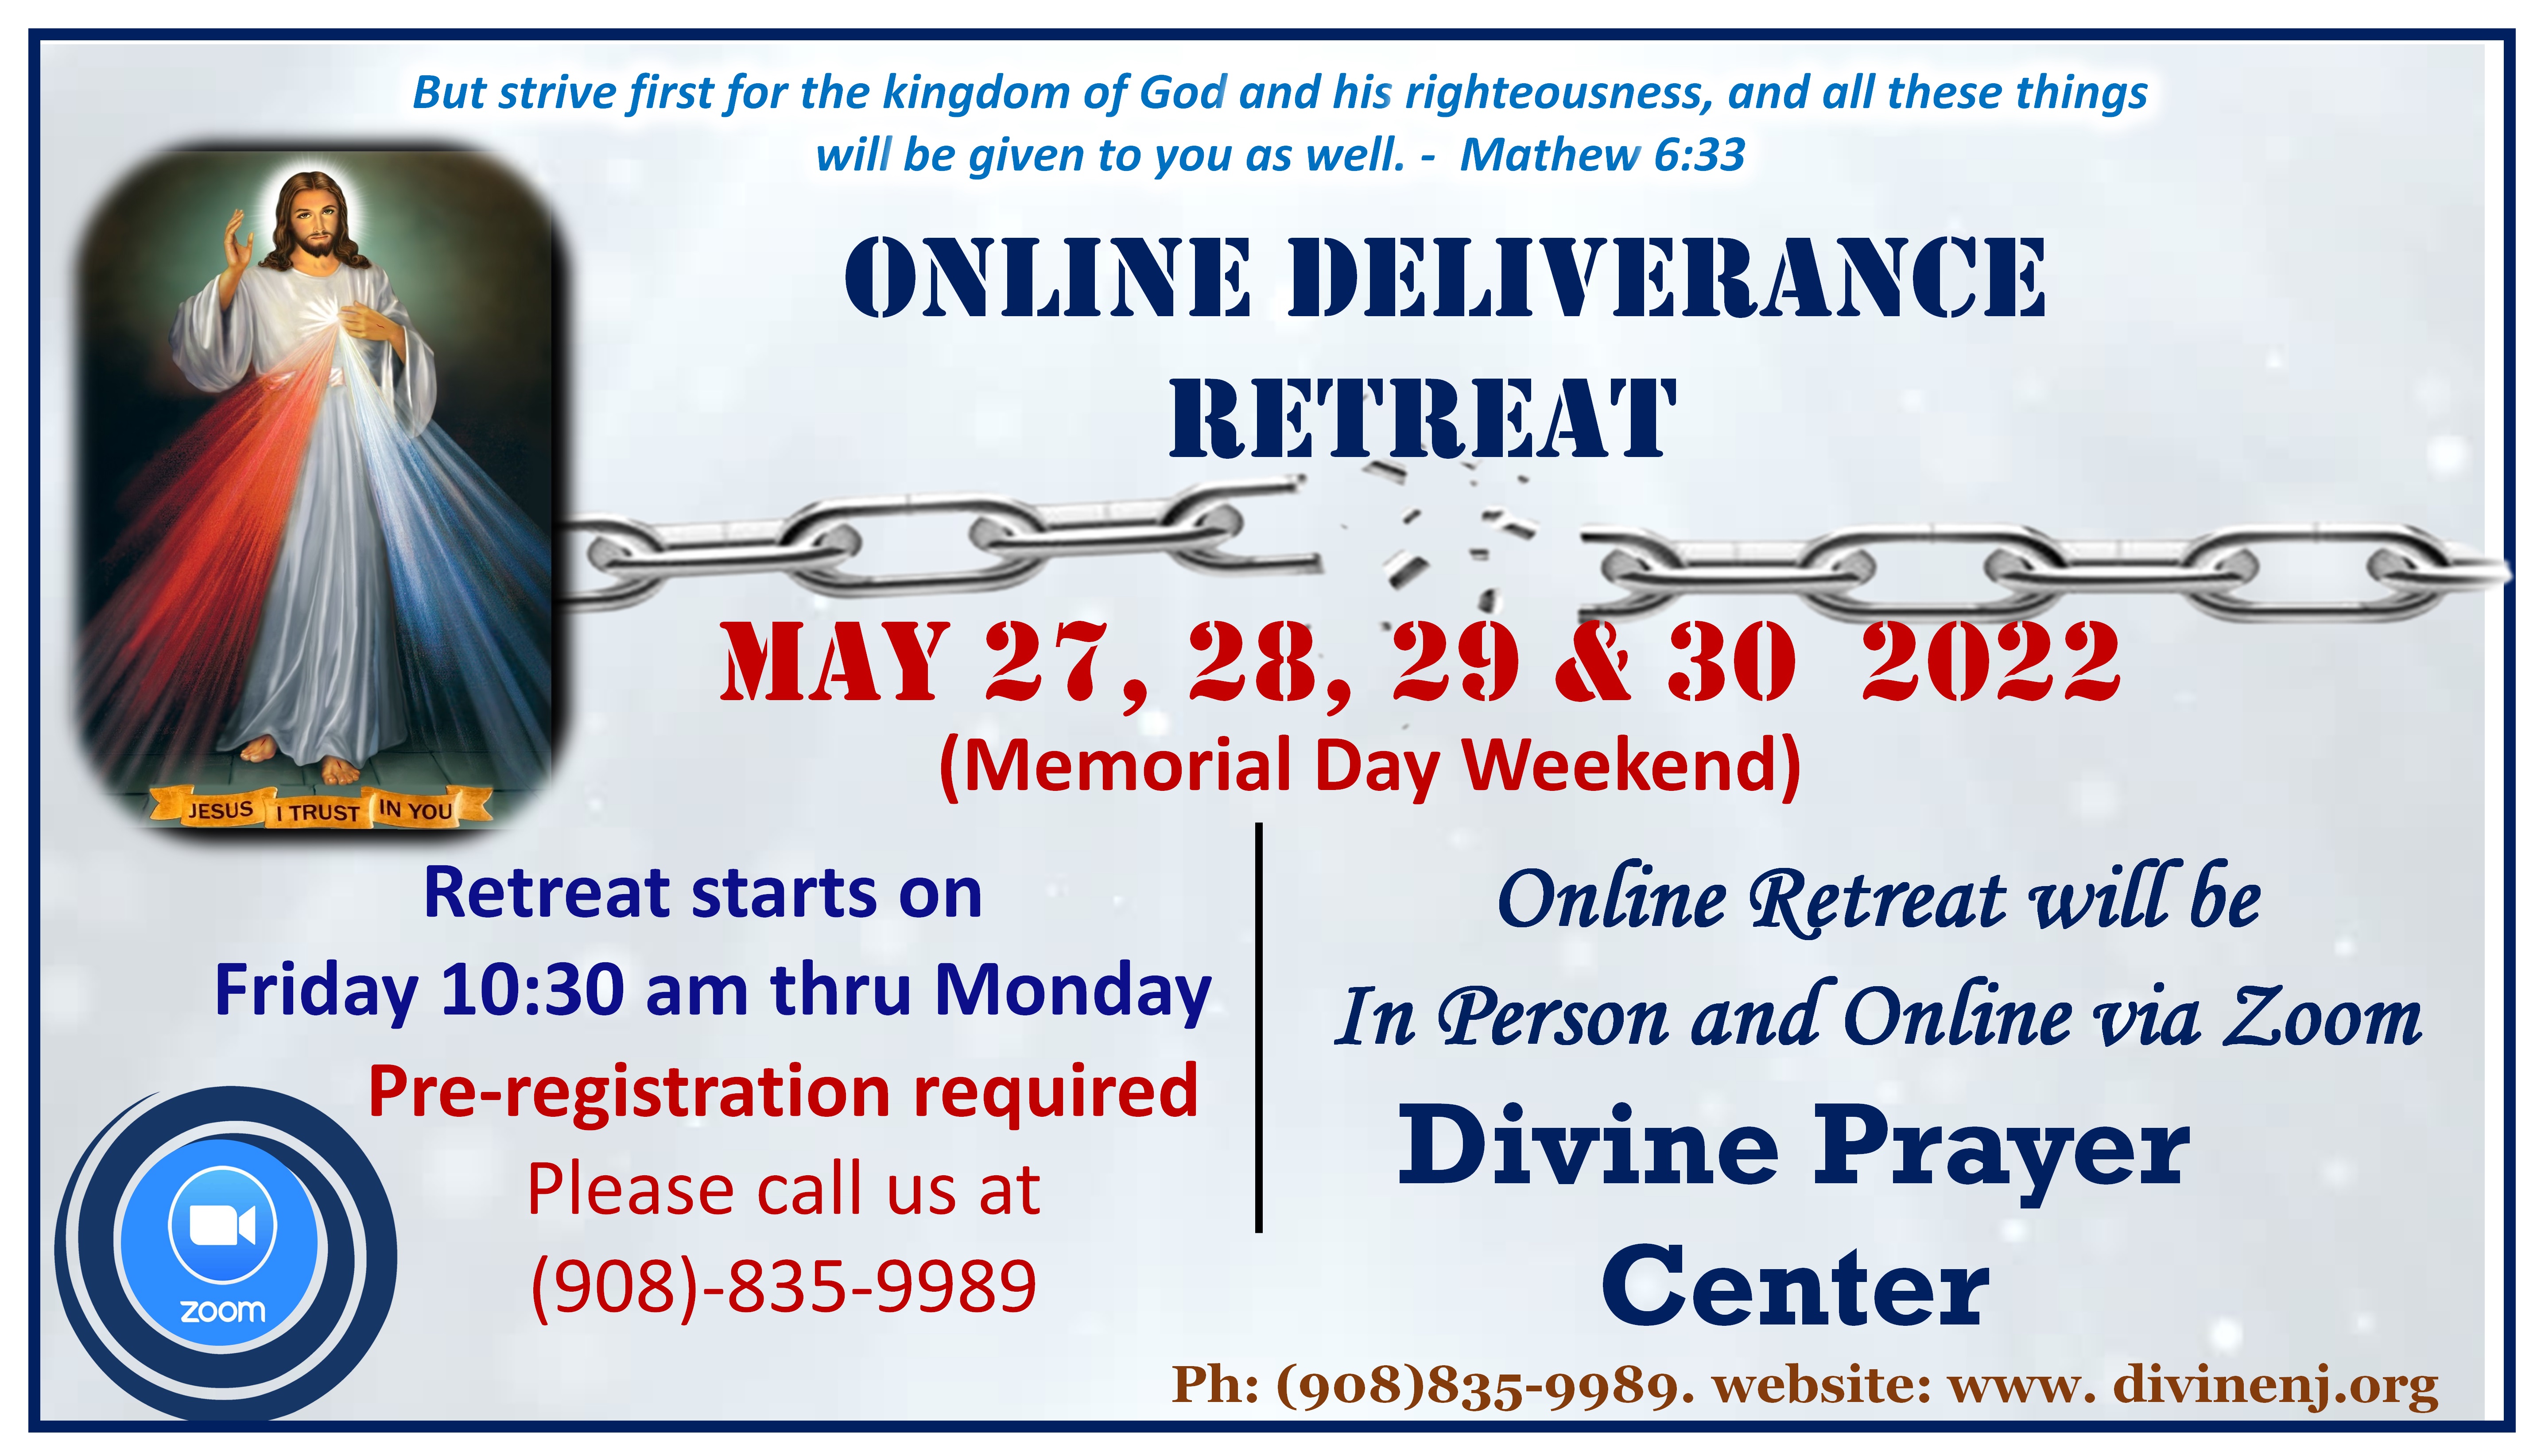 But strive first for the kingdom of God and his righteousness, and all these things
will be given to you as well. - Mathew 6:33
ONLINE DELIVERANCE
RETREAT
MAY 27, 28, 29 & 30 2022
(Memorial Day Weekend)
JESUS I TRUST IN YOU
Retreat starts on
Friday 10:30 am thru Monday
Pre-registration required
Please call us at
(908)-835-9989
zoom
Online Retreat will be
In Person and Online via Zoom
Divine Prayer
Center
Ph: (908)835-9989. website: www. divinenj.org